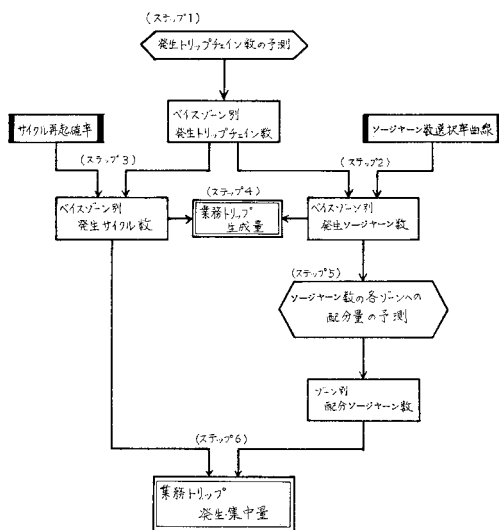 (ステップ1)
発生トリップチェイン数の予測
ベイスゾーン別
発生トリップチェイン数
サイクル再起確率
ソージャーン数選択率曲線
(ステップ3)
(ステップ2)
(ステップ4)
ベイスゾーン別
発生サイクル数
業務トリップ
生成量
ベイスゾーン別
発生ソージャーン数
(ステップ5)
ソージャーン数の各ゾーンへの
配分量の予測
ゾーン別
配分ソージャーン数
(ステップ6)
業務トリップ
発生・集中量